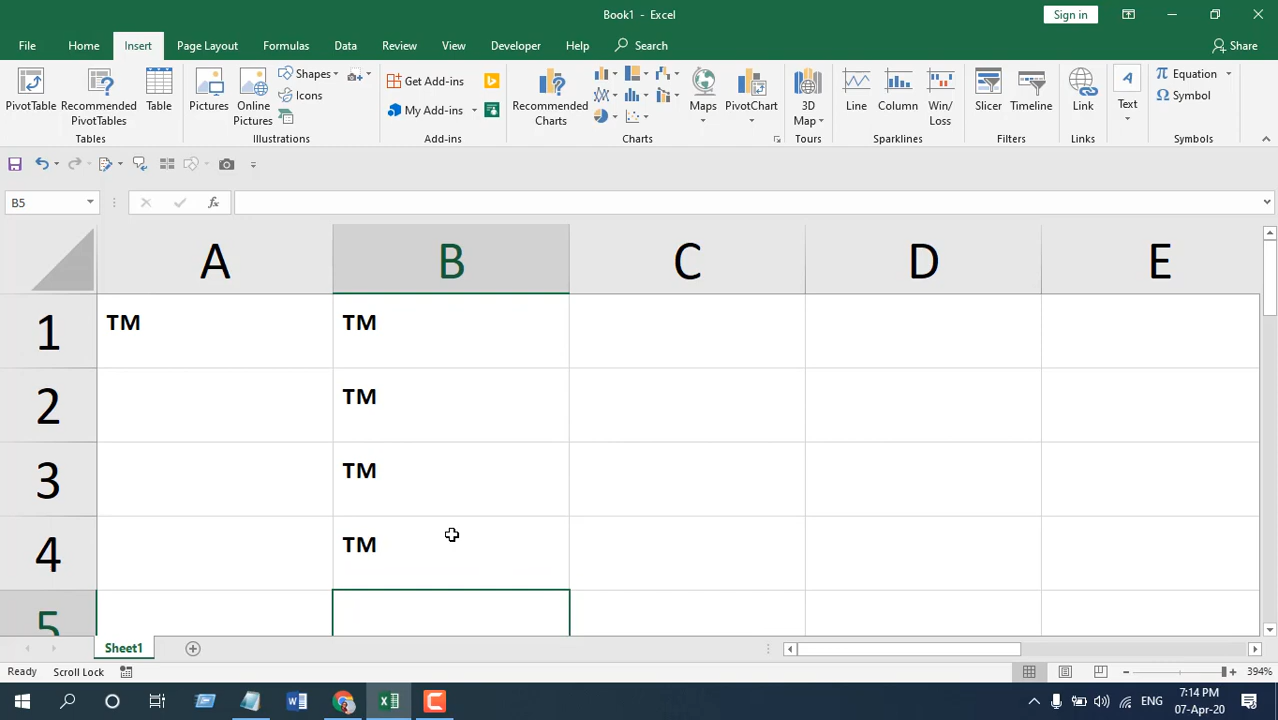 Book1 - Excel
Sign in
File Home Insert Page Layout Formulas Data Review View Developer Help Search Share
PivotTable
Recommended PivotTables
Table
Tables
Pictures
Online Pictures
Shapes
Icons
Illustrations
Get Add-ins
My Add-ins
Add-ins
Recommended Charts
Maps
PivotChart
Charts
3D Map
Tours
Line
Column
Win/Loss
Sparklines
Slicer
Timeline
Filters
Link
Links
Text
Equation
Symbol
Symbols
B5
fx
A B C D E
1 TM TM
2 TM
3 TM
4 TM
5
Sheet1
Ready Scroll Lock 394%
ENG
7:14 PM
07-Apr-20